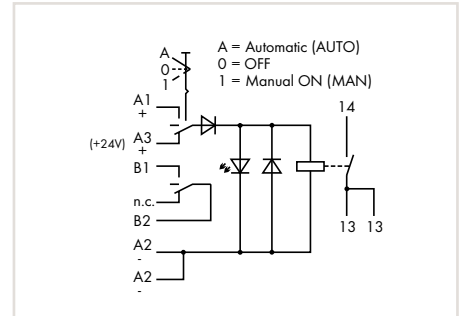 A
0
1
A = Automatic (AUTO)
0 = OFF
1 = Manual ON (MAN)
A1
+
(+24V) A3
+
B1
n.c.
B2
A2
-
A2
-
14
13 13